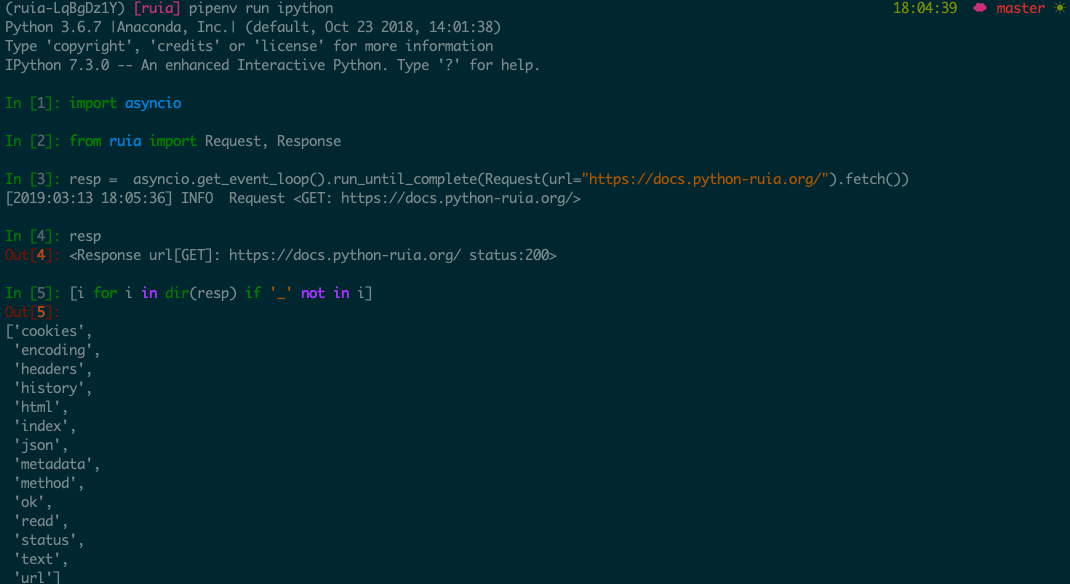 (ruia-LqBgDz1Y) [ruia] pipenv run ipython 18:04:39 master
Python 3.6.7 |Anaconda, Inc.| (default, Oct 23 2018, 14:01:38)
Type 'copyright', 'credits' or 'license' for more information
IPython 7.3.0 -- An enhanced Interactive Python. Type '?' for help.
In [1]: import asyncio
In [2]: from ruia import Request, Response
In [3]: resp =  asyncio.get_event_loop().run_until_complete(Request(url="https://docs.python-ruia.org/").fetch())
[2019:03:13 18:05:36] INFO  Request <GET: https://docs.python-ruia.org/>
In [4]: resp
Out[4]: <Response url[GET]: https://docs.python-ruia.org/ status:200>
In [5]: [i for i in dir(resp) if '_' not in i]
Out[5]:
['cookies',
 'encoding',
 'headers',
 'history',
 'html',
 'index',
 'json',
 'metadata',
 'method',
 'ok',
 'read',
 'status',
 'text',
 'url']